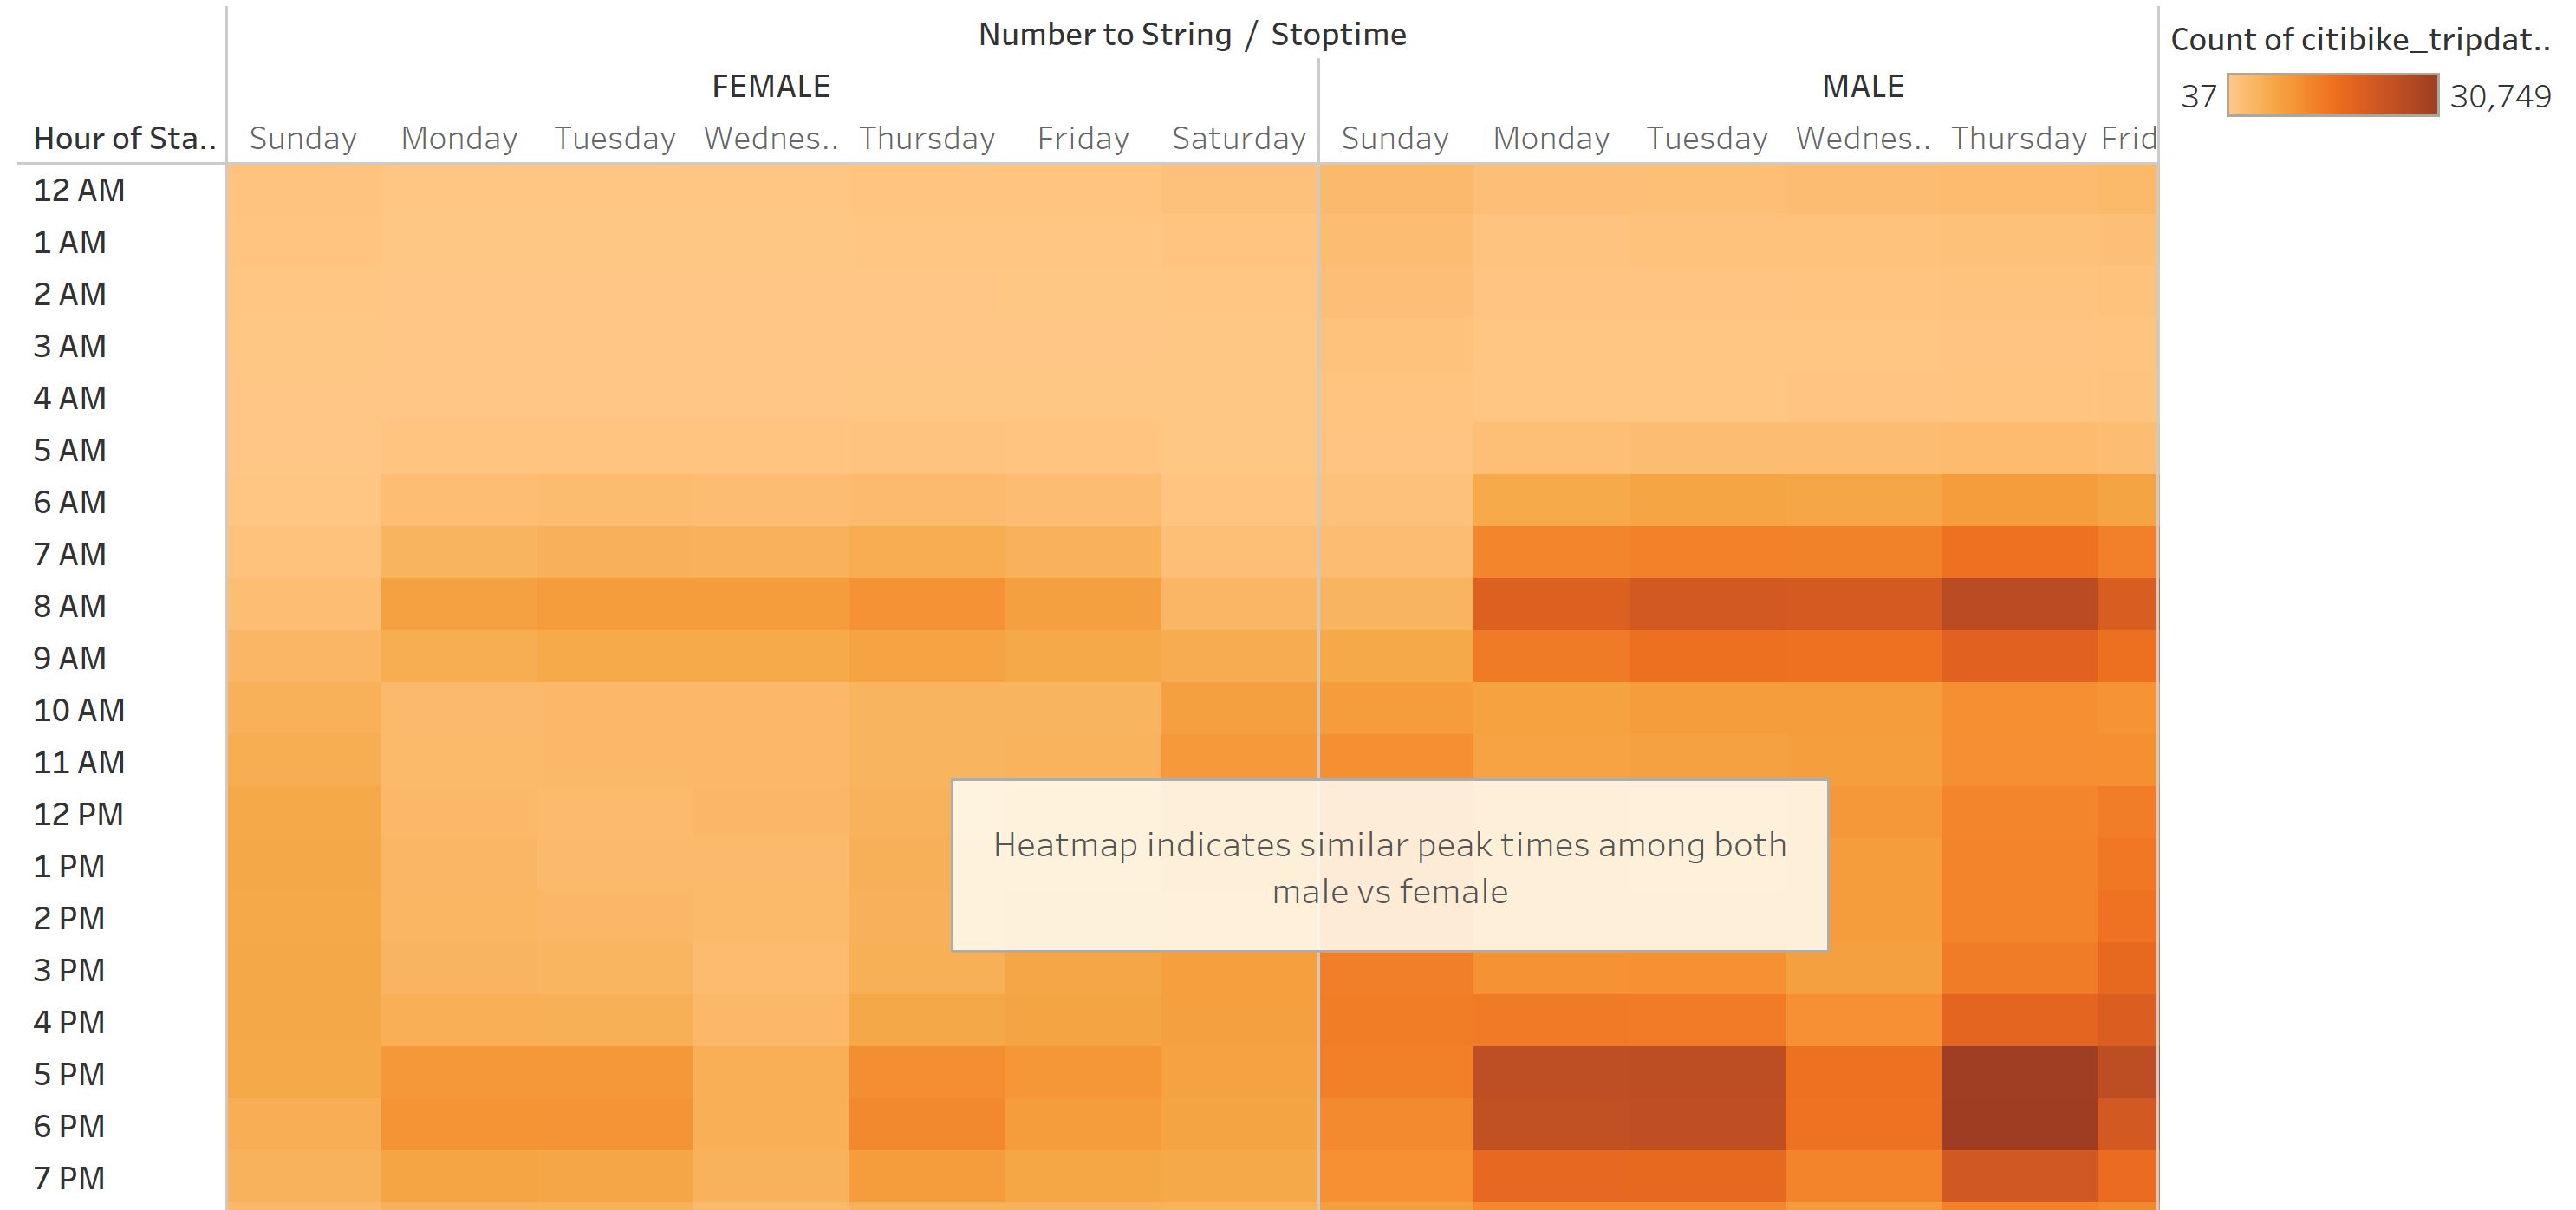 Number to String / Stoptime
Count of citibike_tripdat..
37 30,749
FEMALE MALE
Hour of Sta.. Sunday Monday Tuesday Wednes.. Thursday Friday Saturday Sunday Monday Tuesday Wednes.. Thursday Frid
12 AM
1 AM
2 AM
3 AM
4 AM
5 AM
6 AM
7 AM
8 AM
9 AM
10 AM
11 AM
12 PM
1 PM
2 PM
3 PM
4 PM
5 PM
6 PM
7 PM
Heatmap indicates similar peak times among both
male vs female